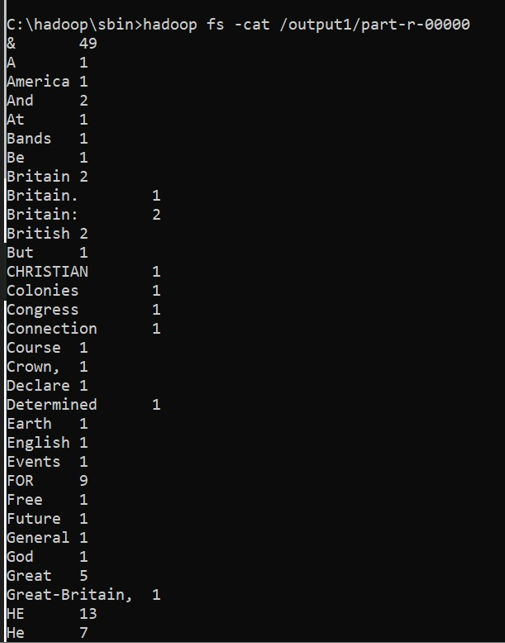 C:\hadoop\sbin>hadoop fs -cat /output1/part-r-00000
& 49
A 1
America 1
And 2
At 1
Bands 1
Be 1
Britain 2
Britain. 1
Britain: 2
British 2
But 1
CHRISTIAN 1
Colonies 1
Congress 1
Connection 1
Course 1
Crown, 1
Declare 1
Determined 1
Earth 1
English 1
Events 1
FOR 9
Free 1
Future 1
General 1
God 1
Great 5
Great-Britain, 1
HE 13
He 7